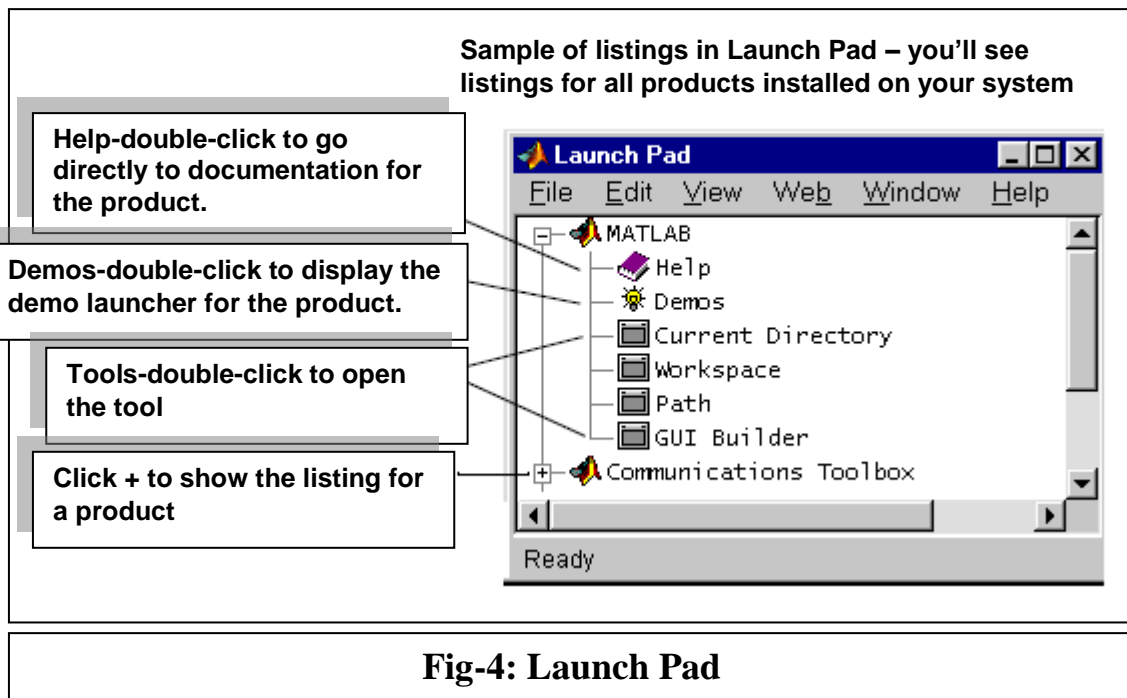 Sample of listings in Launch Pad – you'll see
listings for all products installed on your system
Help-double-click to go
directly to documentation for
the product.
Demos-double-click to display the
demo launcher for the product.
Tools-double-click to open
the tool
Click + to show the listing for
a product
Launch Pad
File Edit View Web Window Help
MATLAB
Help
Demos
Current Directory
Workspace
Path
GUI Builder
Communications Toolbox
Ready
Fig-4: Launch Pad